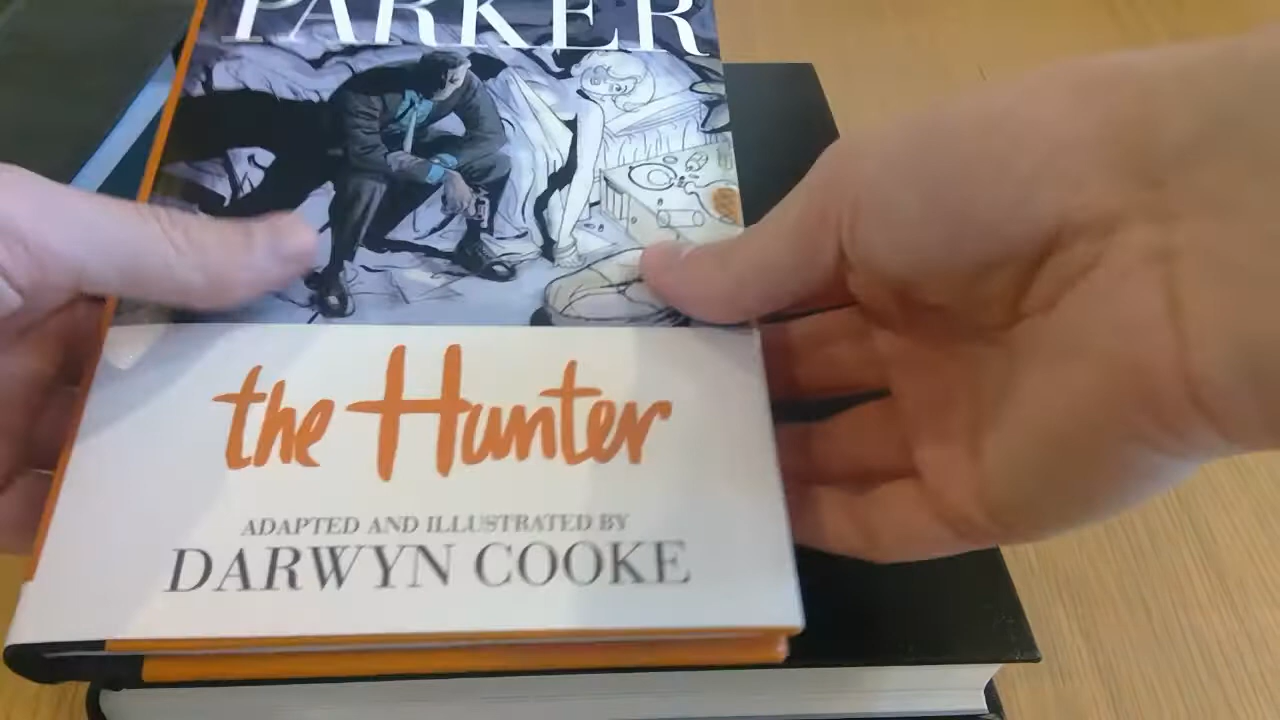 PARKER
the Hunter
ADAPTED AND ILLUSTRATED BY
DARWYN COOKE